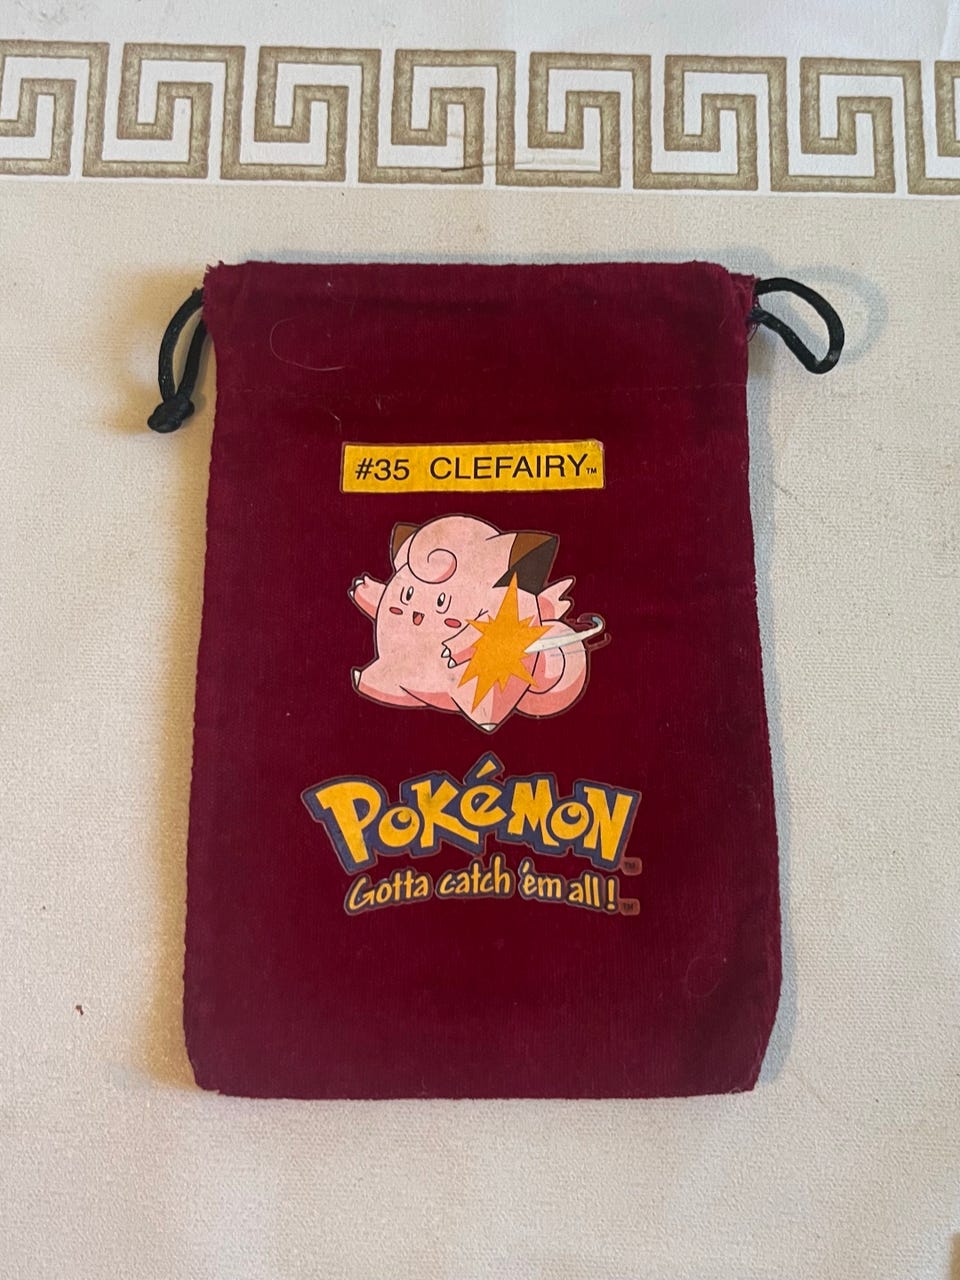 #35 CLEFAIRY™
POKéMON™
Gotta catch 'em all!™